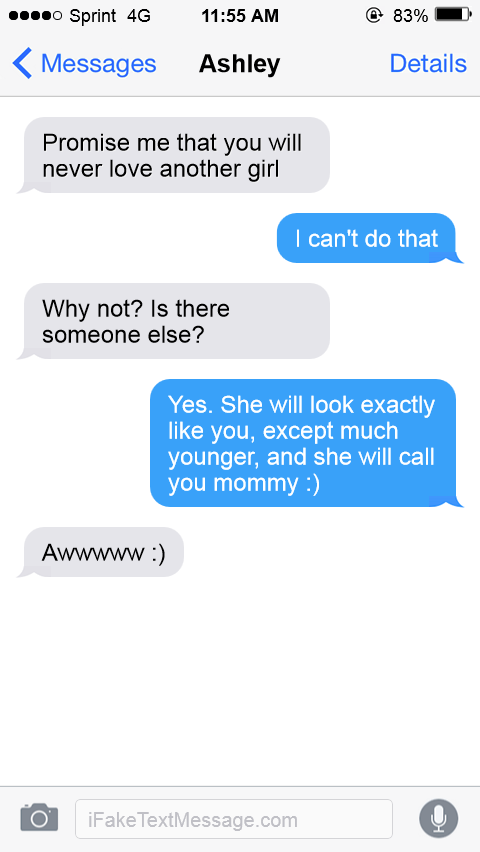 Sprint 4G 11:55 AM 83%
Messages Ashley Details
Promise me that you will
never love another girl
I can't do that
Why not? Is there
someone else?
Yes. She will look exactly
like you, except much
younger, and she will call
you mommy :)
Awwwww :)
iFakeTextMessage.com